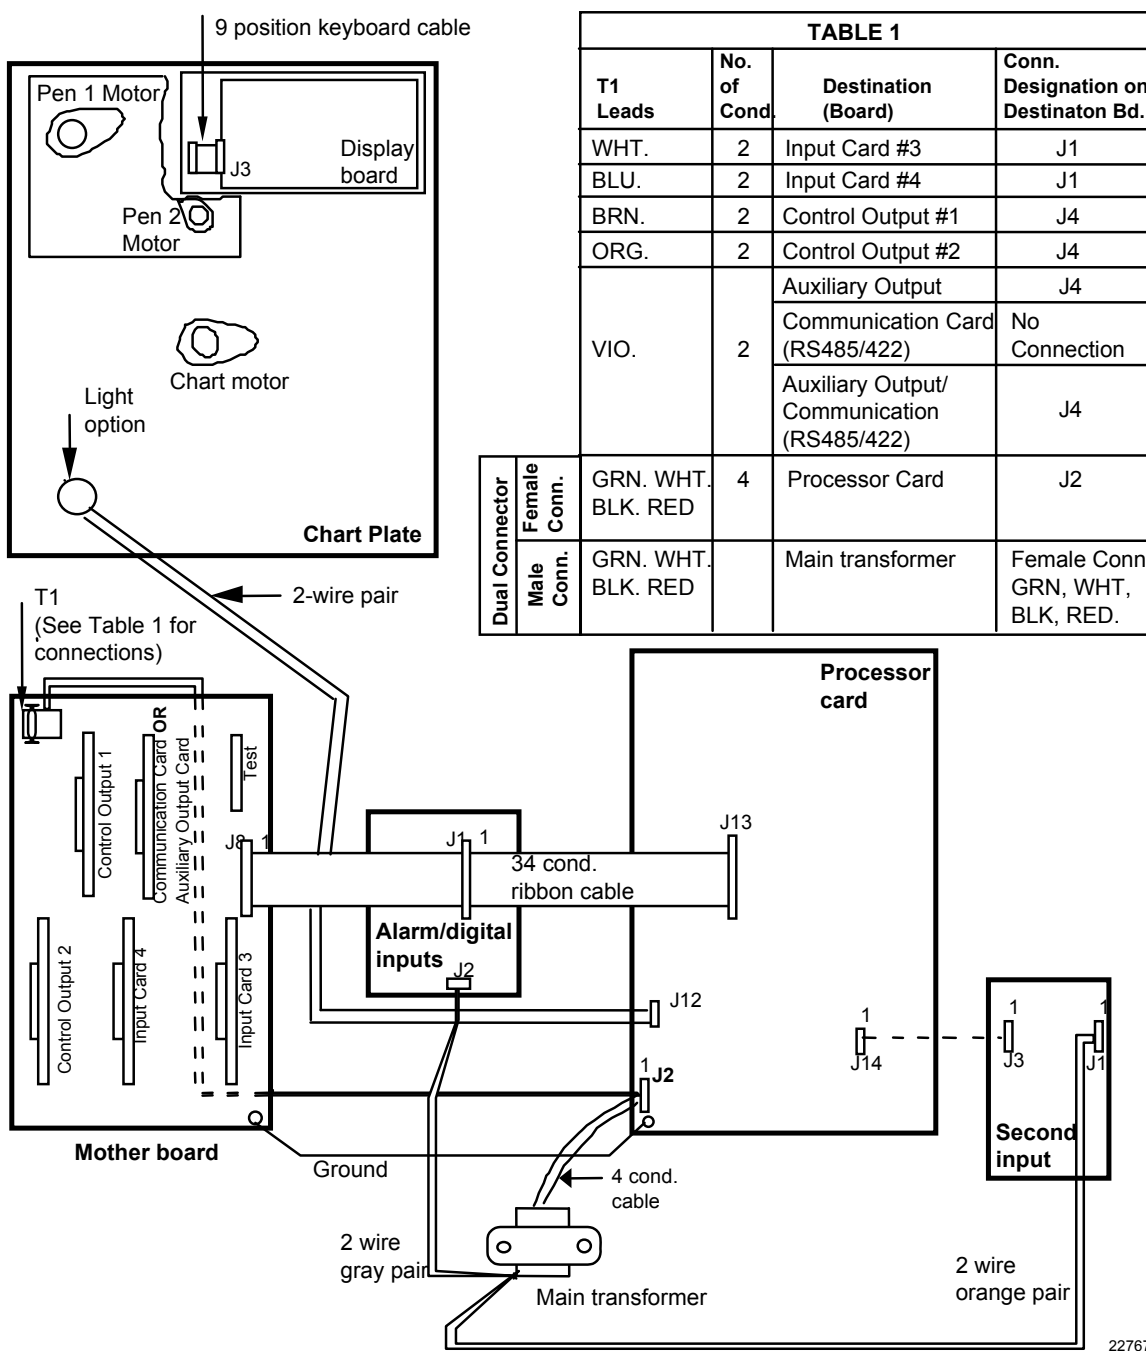 9 position keyboard cable
Pen 1 Motor
J3
Display
board
Pen 2
Motor
Chart motor
Light
option
Chart Plate
2-wire pair
TABLE 1
T1
Leads
No.
of
Cond.
Destination
(Board)
Conn.
Designation on
Destinaton Bd.
WHT. 2 Input Card #3 J1
BLU. 2 Input Card #4 J1
BRN. 2 Control Output #1 J4
ORG. 2 Control Output #2 J4
VIO. 2
Auxiliary Output J4
Communication Card
(RS485/422)
No
Connection
Auxiliary Output/
Communication
(RS485/422)
J4
Dual Connector
Female
Conn.
GRN. WHT.
BLK. RED
4 Processor Card J2
Male
Conn.
GRN. WHT.
BLK. RED
Main transformer
Female Conn
GRN, WHT,
BLK, RED.
T1
(See Table 1 for
connections)
Control Output 1
Communication Card OR
Auxiliary Output Card
Test
J8 1
Control Output 2
Input Card 4
Input Card 3
Mother board
J1 1
34 cond.
ribbon cable
Alarm/digital
inputs
J2
Processor
card
J13
J12
1
J14
1
J2
1
J3
1
J1
Second
input
Ground
4 cond.
cable
2 wire
gray pair
Main transformer
2 wire
orange pair
22767